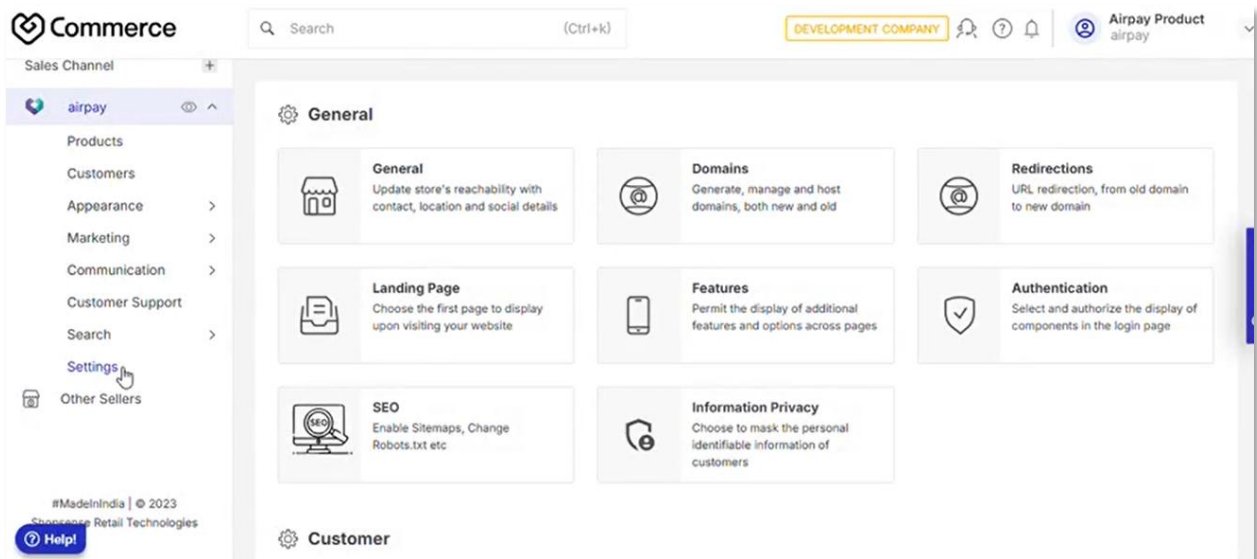 Commerce
Search (Ctrl+k)
DEVELOPMENT COMPANY
Airpay Product
airpay
Sales Channel
airpay
Products
Customers
Appearance
Marketing
Communication
Customer Support
Search
Settings
Other Sellers
#MadeInIndia | © 2023
Shopsense Retail Technologies
Help!
General
General
Update store's reachability with
contact, location and social details
Domains
Generate, manage and host
domains, both new and old
Redirections
URL redirection, from old domain
to new domain
Landing Page
Choose the first page to display
upon visiting your website
Features
Permit the display of additional
features and options across pages
Authentication
Select and authorize the display of
components in the login page
SEO
SEO
Enable Sitemaps, Change
Robots.txt etc
Information Privacy
Choose to mask the personal
identifiable information of
customers
Customer